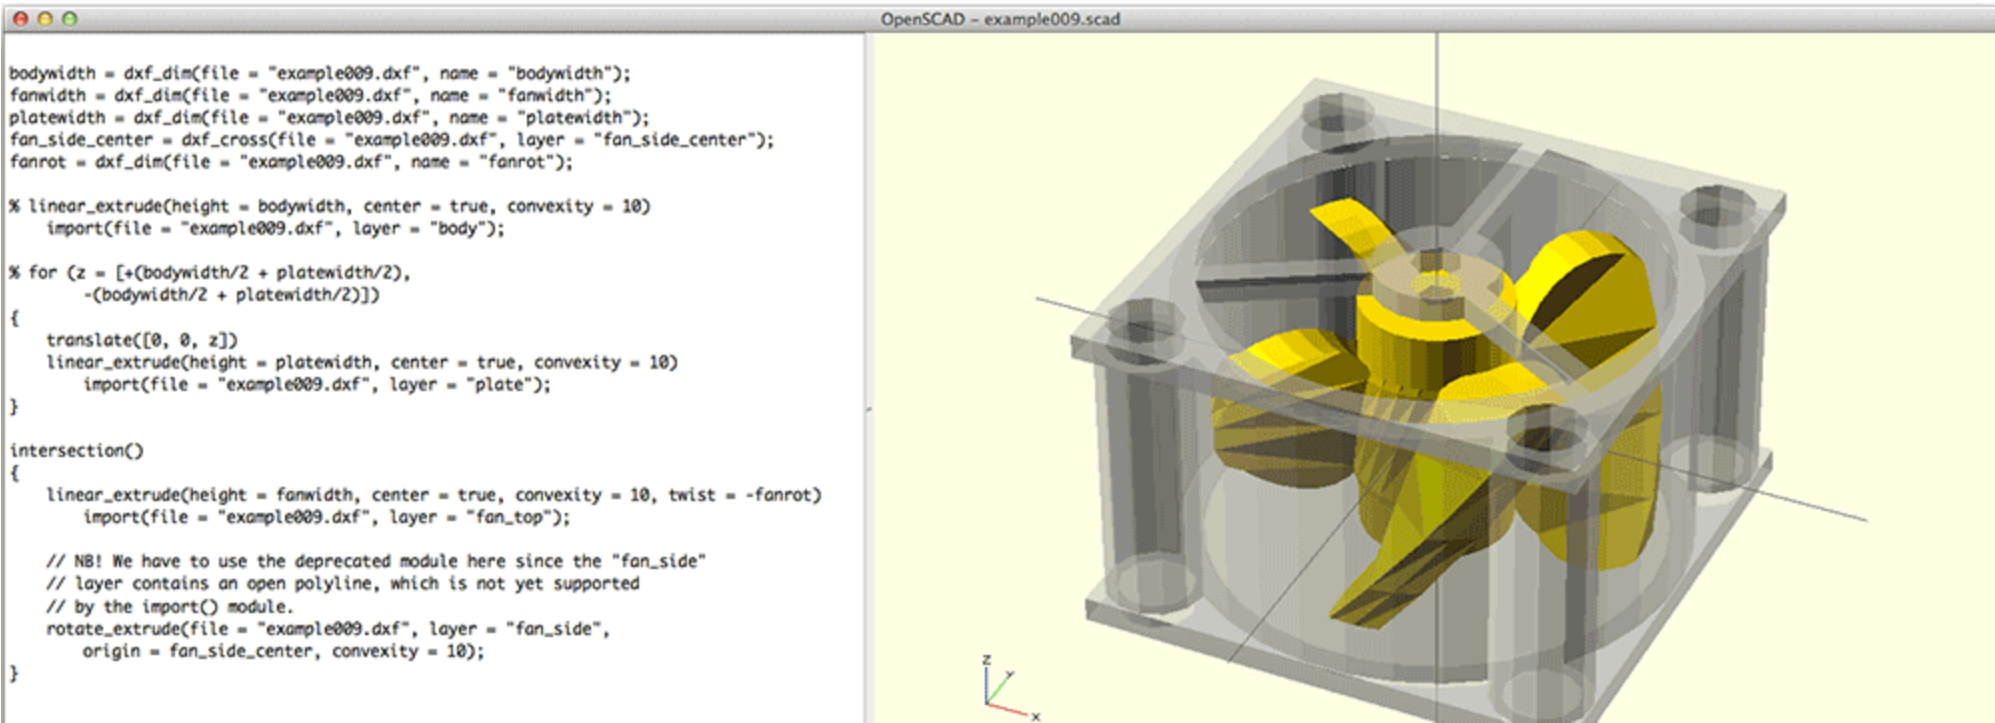 OpenSCAD – example009.scad
bodywidth = dxf_dim(file = "example009.dxf", name = "bodywidth");
fanwidth = dxf_dim(file = "example009.dxf", name = "fanwidth");
platewidth = dxf_dim(file = "example009.dxf", name = "platewidth");
fan_side_center = dxf_cross(file = "example009.dxf", layer = "fan_side_center");
fanrot = dxf_dim(file = "example009.dxf", name = "fanrot");
% linear_extrude(height = bodywidth, center = true, convexity = 10)
import(file = "example009.dxf", layer = "body");
% for (z = [+(bodywidth/2 + platewidth/2),
-(bodywidth/2 + platewidth/2)])
{
translate([0, 0, z])
linear_extrude(height = platewidth, center = true, convexity = 10)
import(file = "example009.dxf", layer = "plate");
}
intersection()
{
linear_extrude(height = fanwidth, center = true, convexity = 10, twist = -fanrot)
import(file = "example009.dxf", layer = "fan_top");
// NB! We have to use the deprecated module here since the "fan_side"
// layer contains an open polyline, which is not yet supported
// by the import() module.
rotate_extrude(file = "example009.dxf", layer = "fan_side",
origin = fan_side_center, convexity = 10);
}
z
y
x